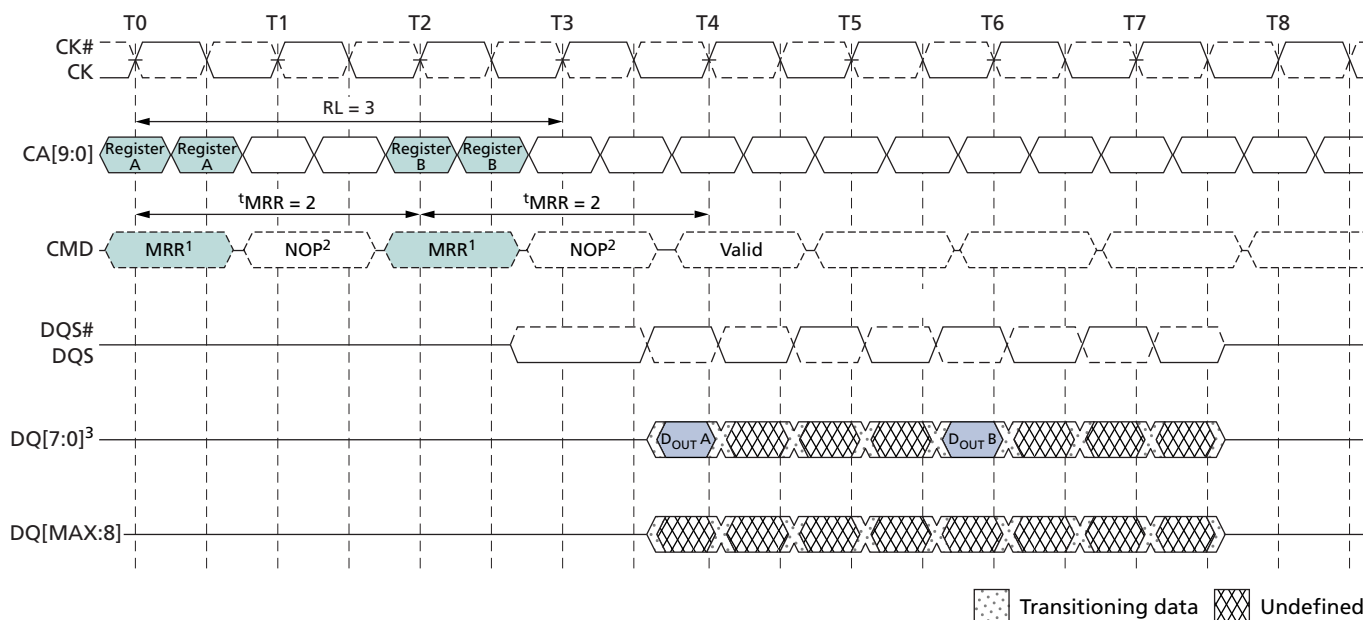 T0 T1 T2 T3 T4 T5 T6 T7 T8
CK#
CK
RL = 3
CA[9:0]
Register A
Register A
Register B
Register B
tMRR = 2
tMRR = 2
CMD
MRR1
NOP2
MRR1
NOP2
Valid
DQS#
DQS
DQ[7:0]3
DOUT A
DOUT B
DQ[MAX:8]
Transitioning data
Undefined